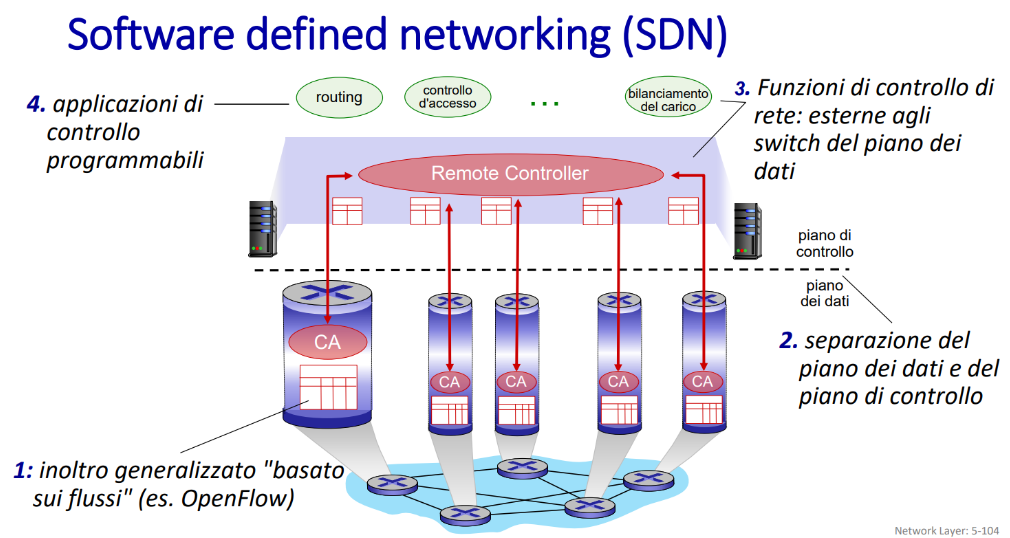 Software defined networking (SDN)
4. applicazioni di
controllo
programmabili
routing
controllo
d'accesso
...
bilanciamento
del carico
3. Funzioni di controllo di
rete: esterne agli
switch del piano dei
dati
Remote Controller
piano di
controllo
piano
dei dati
CA
CA
CA
CA
CA
2. separazione del
piano dei dati e del
piano di controllo
1: inoltro generalizzato "basato
sui flussi" (es. OpenFlow)
Network Layer: 5-104